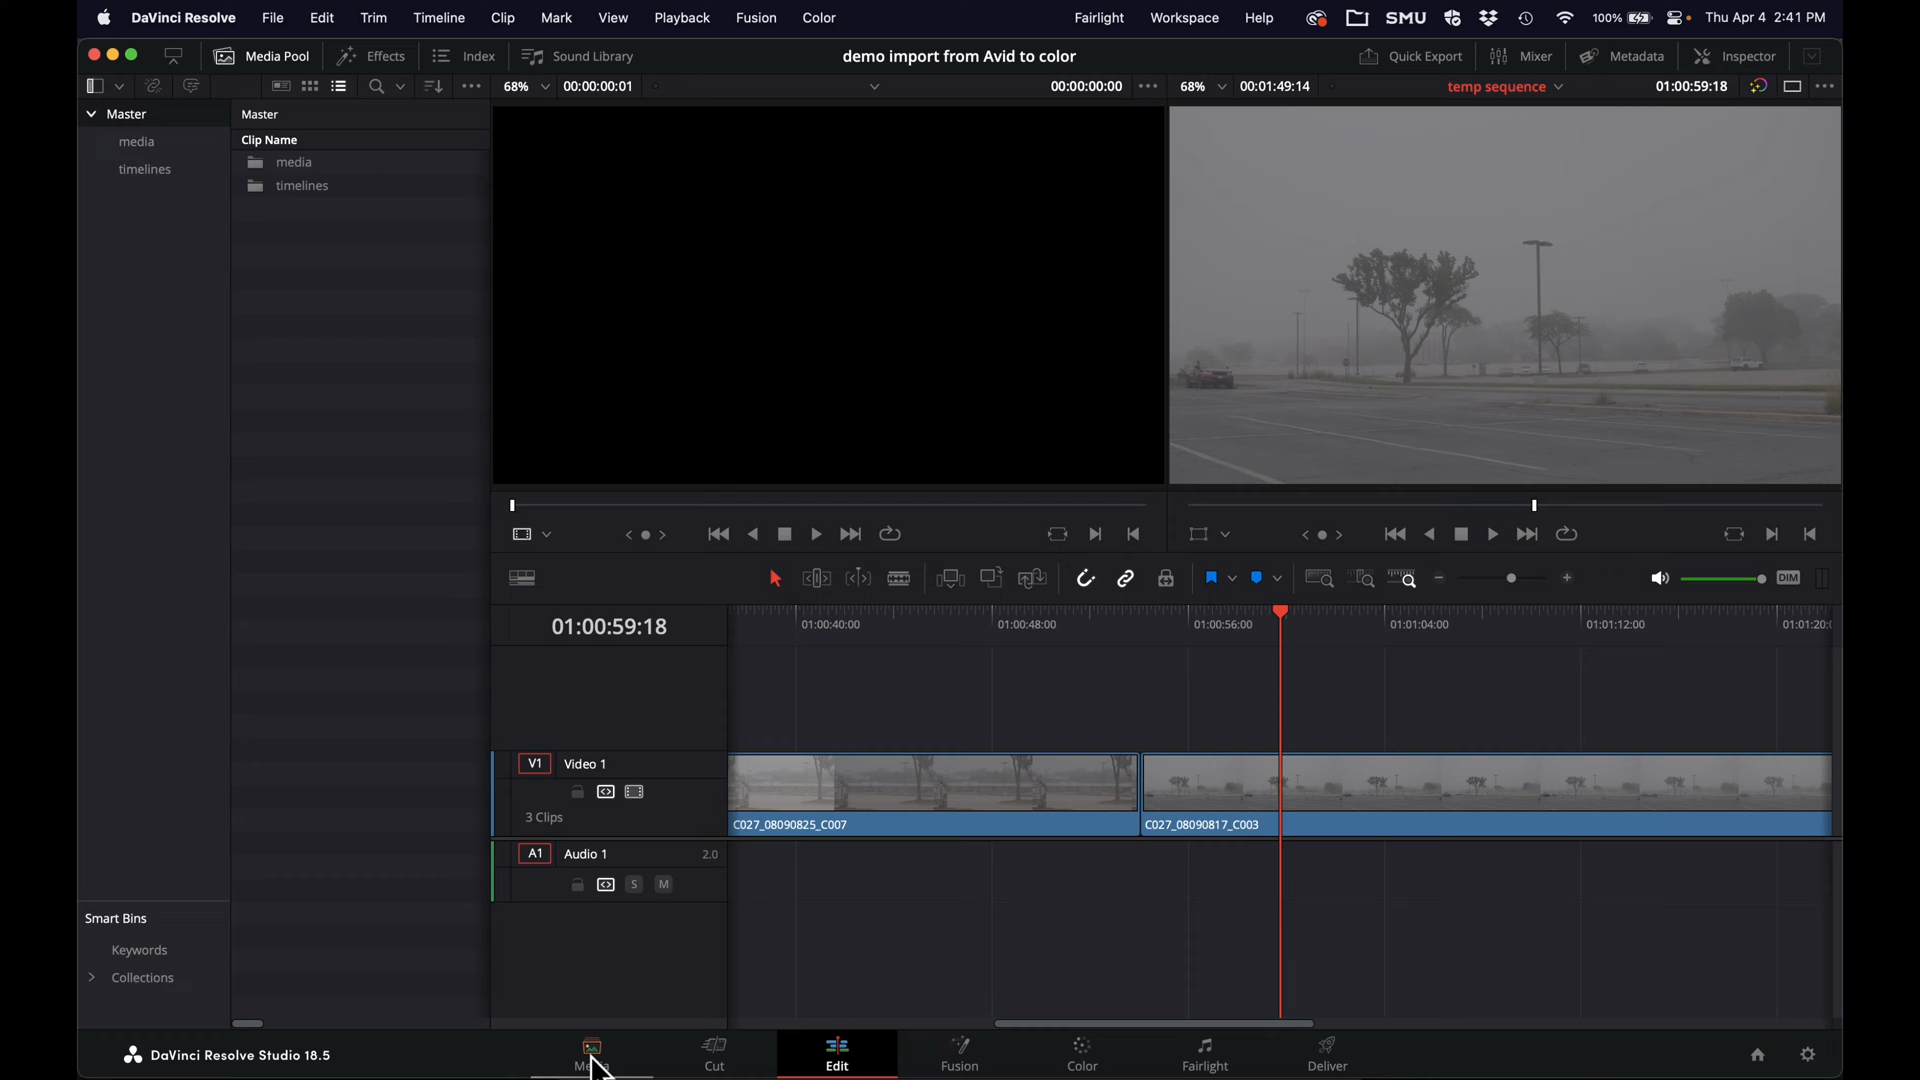 DaVinci Resolve File Edit Trim Timeline Clip Mark View Playback Fusion Color Fairlight Workspace Help SMU 100% Thu Apr 4 2:41 PM
Media Pool Effects Index Sound Library demo import from Avid to color Quick Export Mixer Metadata Inspector
68% 00:00:00:01 00:00:00:00 68% 00:01:49:14 temp sequence 01:00:59:18
Master
media
timelines
Master
Clip Name
media
timelines
DIM
01:00:59:18
01:00:40:00 01:00:48:00 01:00:56:00 01:01:04:00 01:01:12:00 01:01:20:0
V1 Video 1
3 Clips
C027_08090825_C007 C027_08090817_C003
A1 Audio 1 2.0
S M
Smart Bins
Keywords
Collections
DaVinci Resolve Studio 18.5
Cut Edit Fusion Color Fairlight Deliver